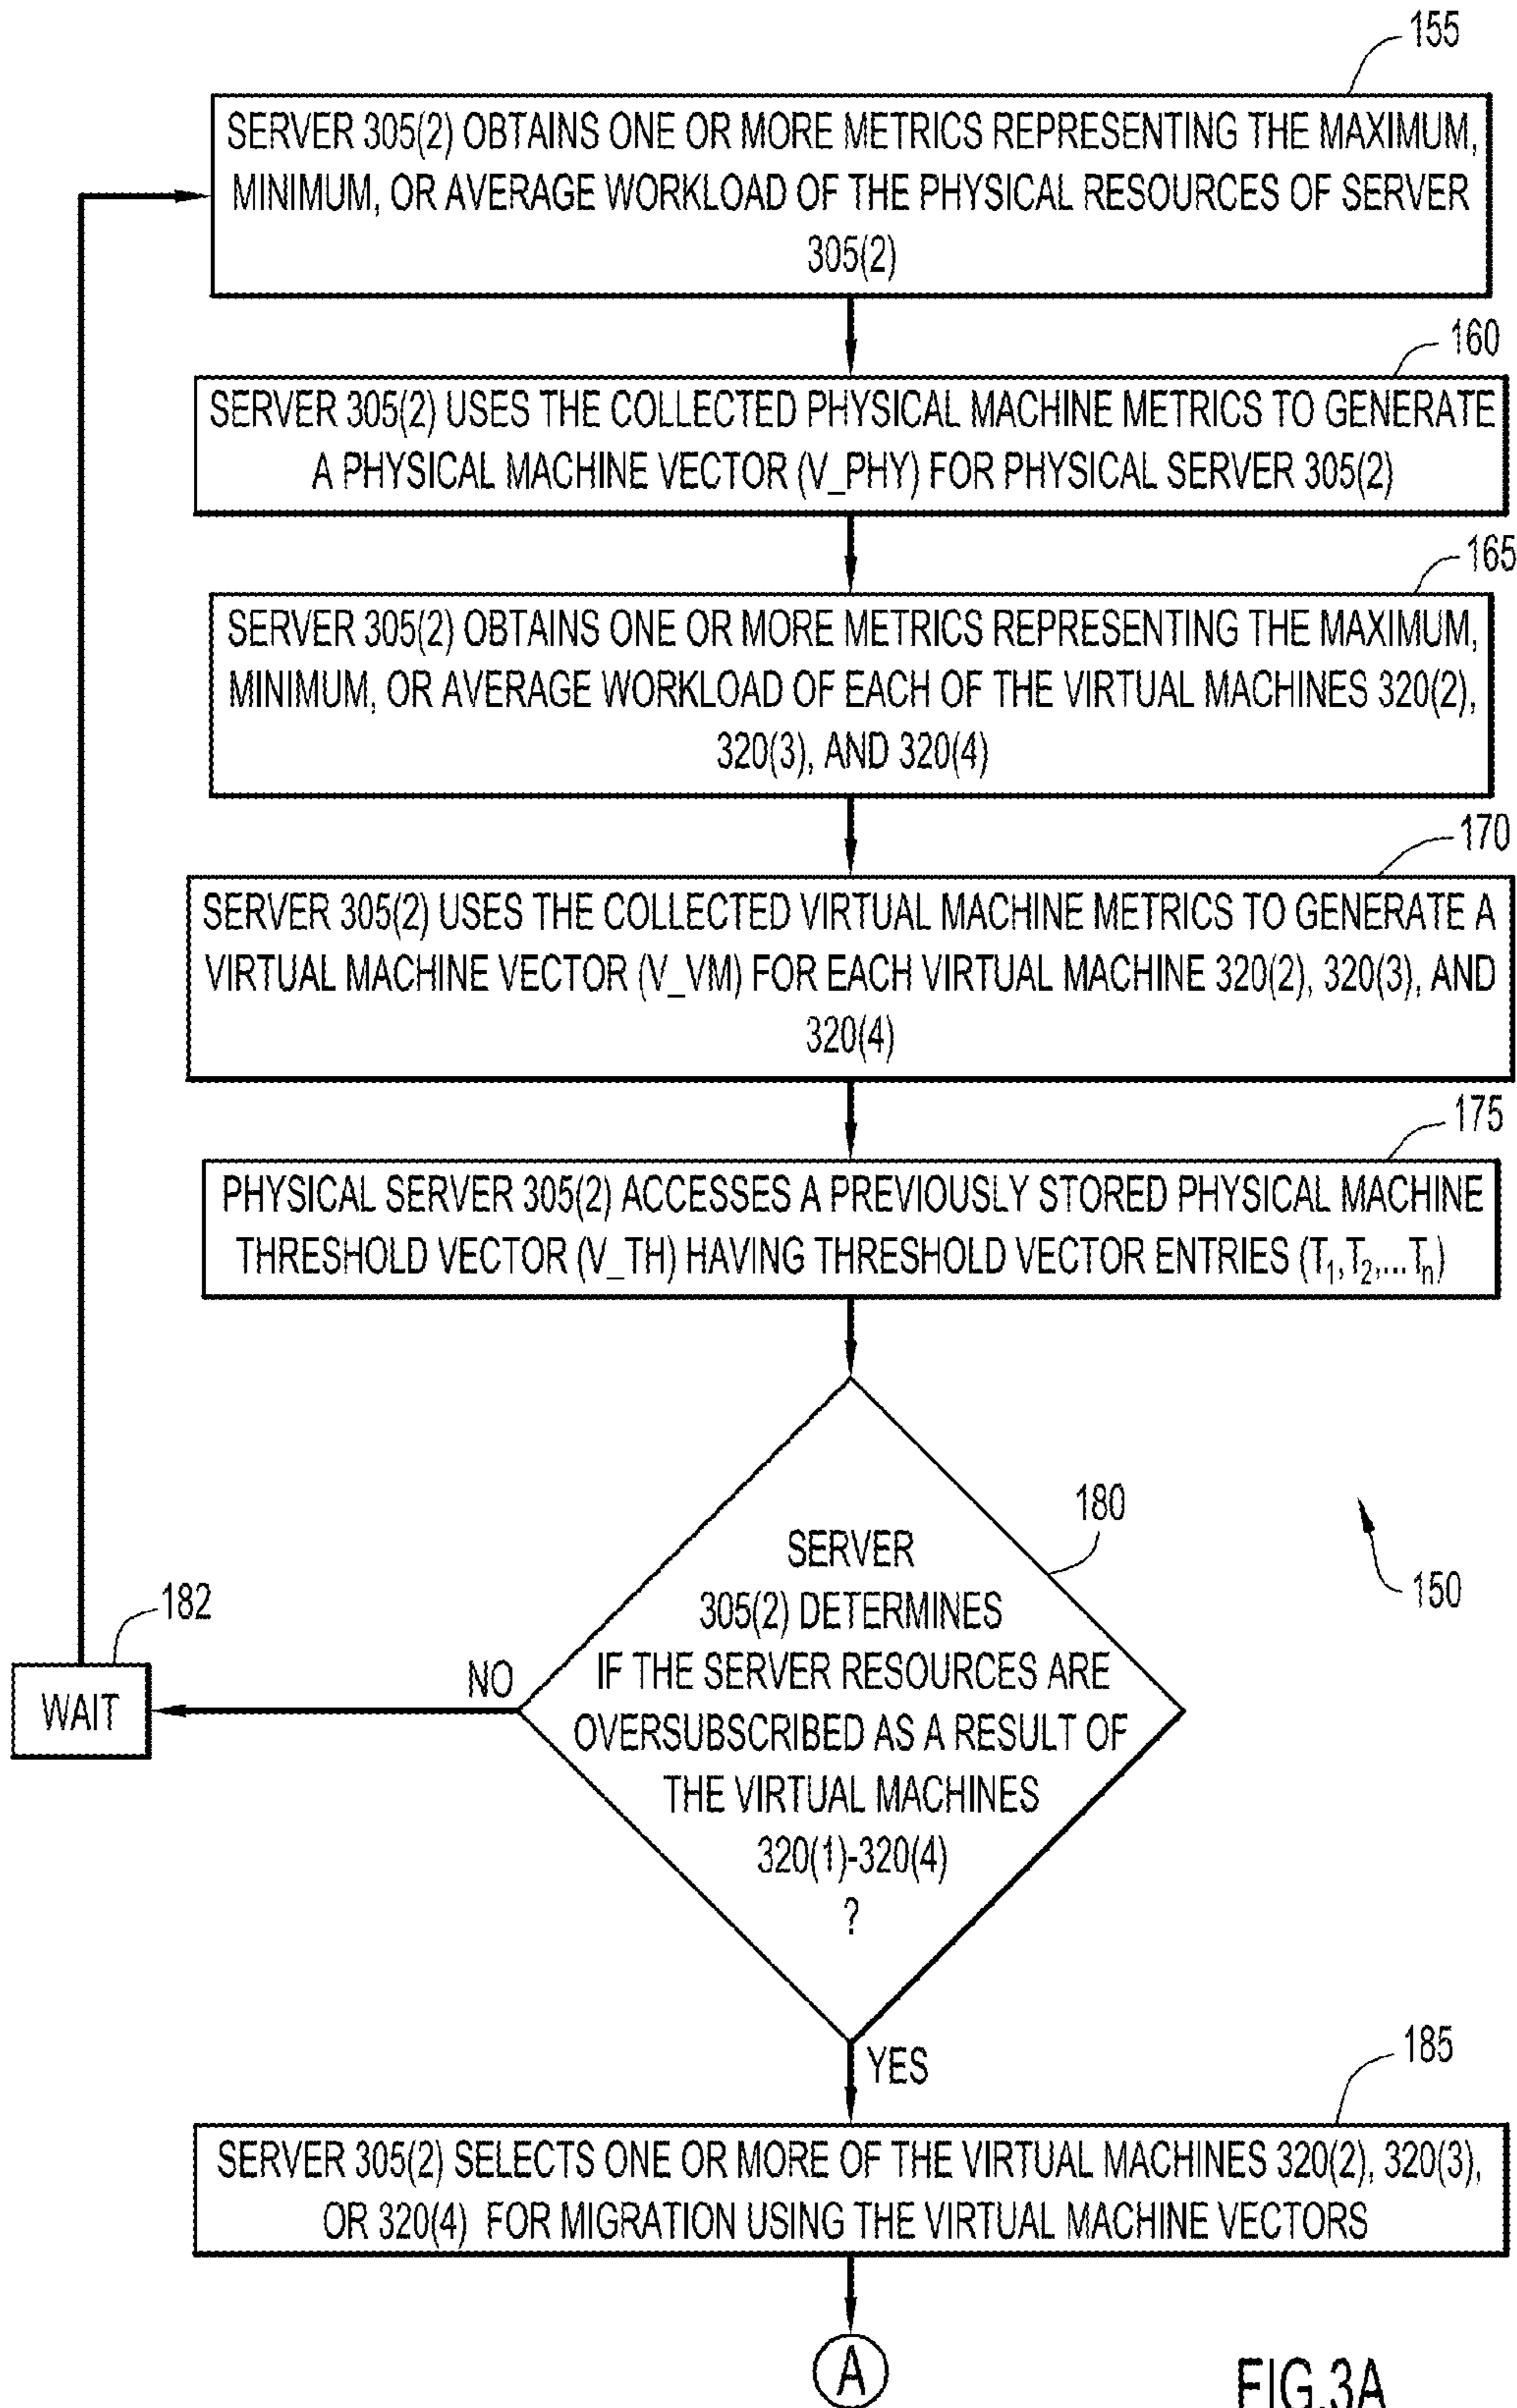 155
SERVER 305(2) OBTAINS ONE OR MORE METRICS REPRESENTING THE MAXIMUM,
MINIMUM, OR AVERAGE WORKLOAD OF THE PHYSICAL RESOURCES OF SERVER
305(2)
160
SERVER 305(2) USES THE COLLECTED PHYSICAL MACHINE METRICS TO GENERATE
A PHYSICAL MACHINE VECTOR (V_PHY) FOR PHYSICAL SERVER 305(2)
165
SERVER 305(2) OBTAINS ONE OR MORE METRICS REPRESENTING THE MAXIMUM,
MINIMUM, OR AVERAGE WORKLOAD OF EACH OF THE VIRTUAL MACHINES 320(2),
320(3), AND 320(4)
170
SERVER 305(2) USES THE COLLECTED VIRTUAL MACHINE METRICS TO GENERATE A
VIRTUAL MACHINE VECTOR (V_VM) FOR EACH VIRTUAL MACHINE 320(2), 320(3), AND
320(4)
175
PHYSICAL SERVER 305(2) ACCESSES A PREVIOUSLY STORED PHYSICAL MACHINE
THRESHOLD VECTOR (V_TH) HAVING THRESHOLD VECTOR ENTRIES (T₁,T₂,...Tₙ)
180
SERVER
305(2) DETERMINES
IF THE SERVER RESOURCES ARE
OVERSUBSCRIBED AS A RESULT OF
THE VIRTUAL MACHINES
320(1)-320(4)
?
150
182
WAIT
NO
YES
185
SERVER 305(2) SELECTS ONE OR MORE OF THE VIRTUAL MACHINES 320(2), 320(3),
OR 320(4) FOR MIGRATION USING THE VIRTUAL MACHINE VECTORS
A
FIG.3A